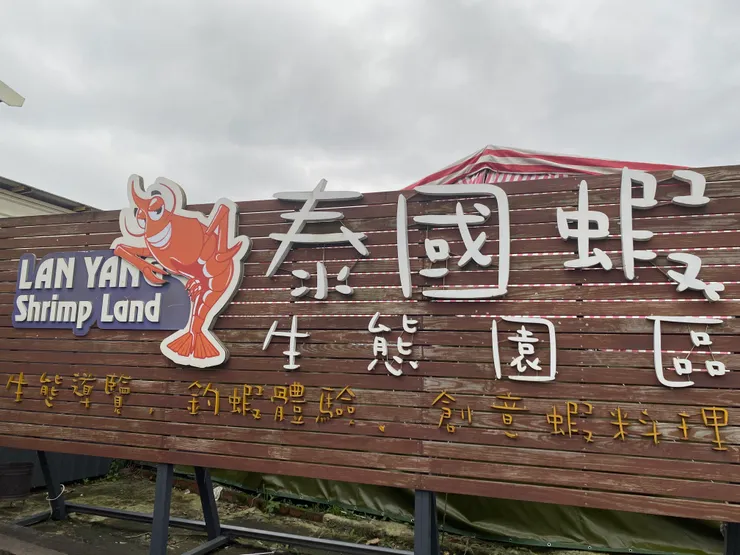 LAN YANG
Shrimp Land
泰國蝦
生態園區
生態導覽、釣蝦體驗、創意蝦料理